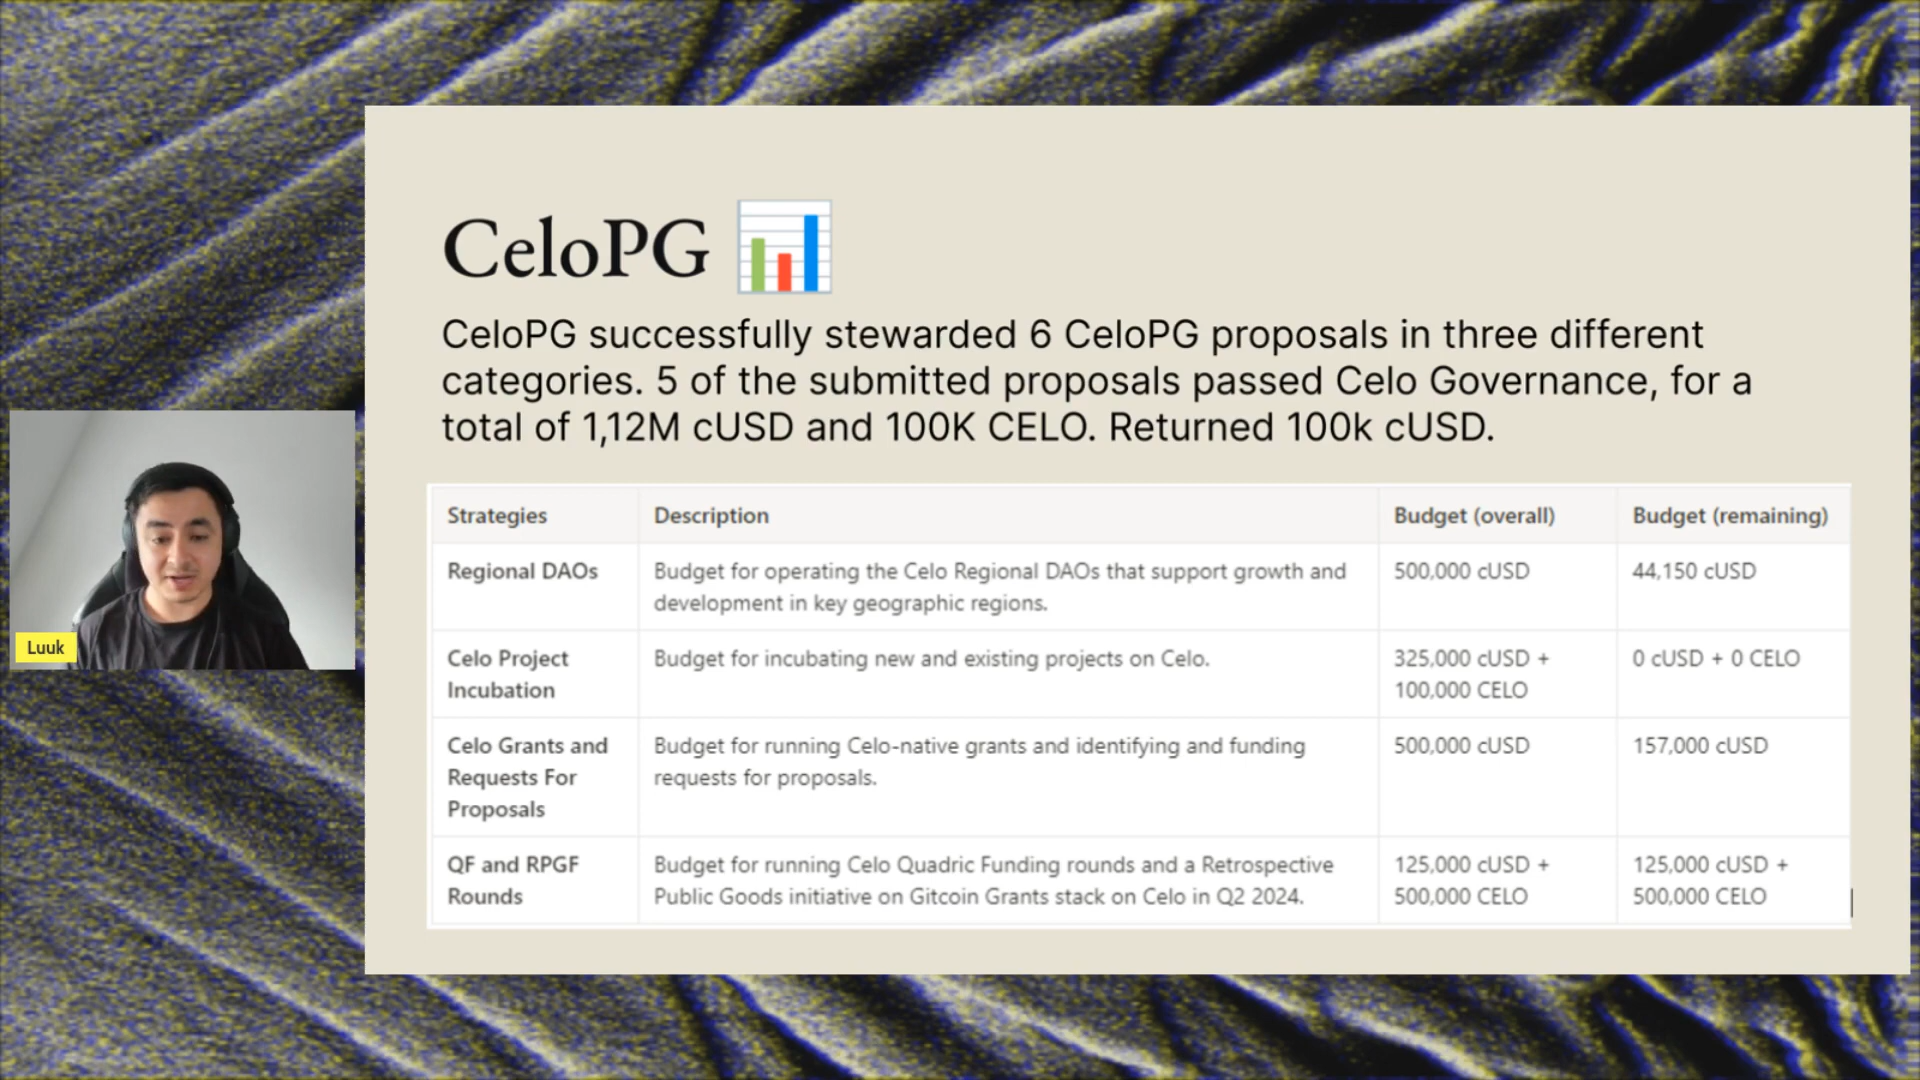 CeloPG
CeloPG successfully stewarded 6 CeloPG proposals in three different
categories. 5 of the submitted proposals passed Celo Governance, for a
total of 1,12M cUSD and 100K CELO. Returned 100k cUSD.
Strategies Description Budget (overall) Budget (remaining)
Regional DAOs Budget for operating the Celo Regional DAOs that support growth and 500,000 cUSD 44,150 cUSD
development in key geographic regions.
Celo Project Budget for incubating new and existing projects on Celo. 325,000 cUSD + 0 cUSD + 0 CELO
Incubation 100,000 CELO
Celo Grants and Budget for running Celo-native grants and identifying and funding 500,000 cUSD 157,000 cUSD
Requests For requests for proposals.
Proposals
QF and RPGF Budget for running Celo Quadric Funding rounds and a Retrospective 125,000 cUSD + 125,000 cUSD +
Rounds Public Goods initiative on Gitcoin Grants stack on Celo in Q2 2024. 500,000 CELO 500,000 CELO
Luuk